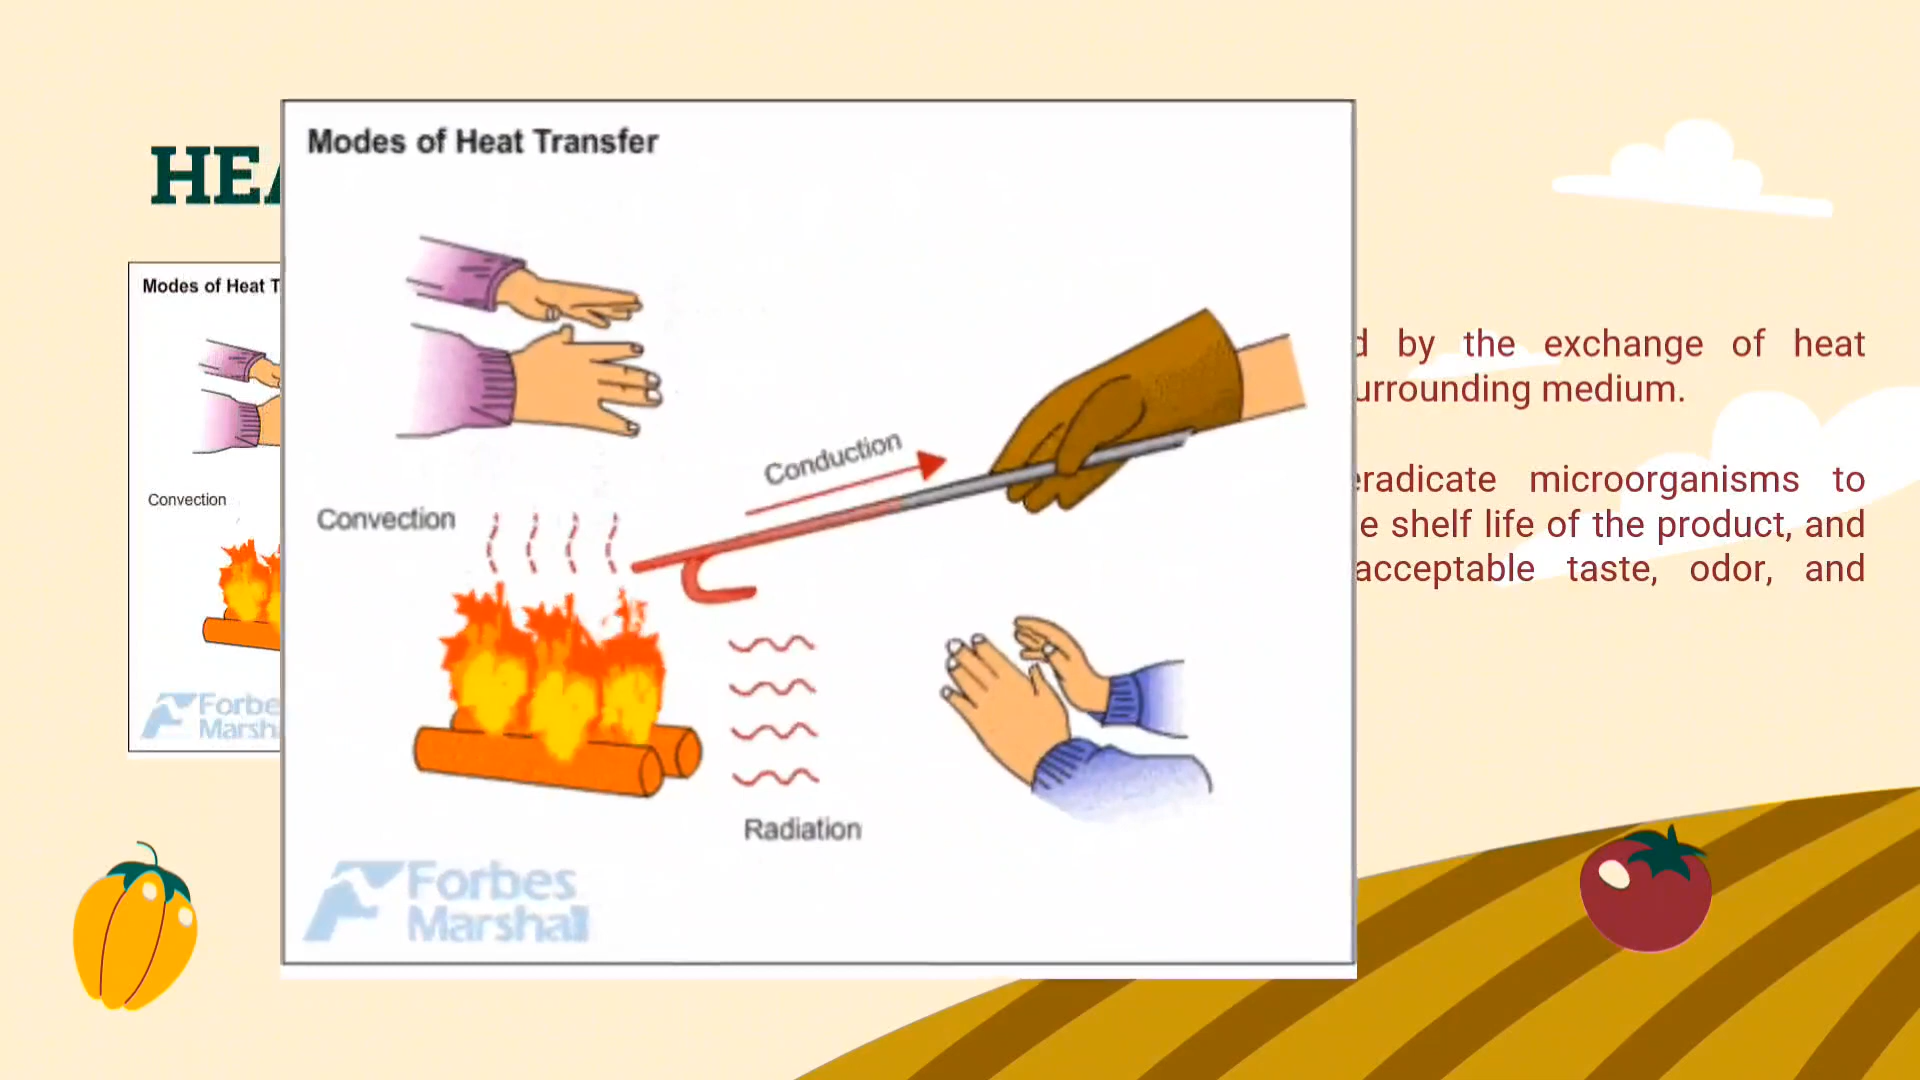 HEA
Modes of Heat T
Convection
Forbe
Marsh
Modes of Heat Transfer
Conduction
Convection
Radiation
Forbes
Marshall
by the exchange of heat
urrounding medium.
eradicate microorganisms to
e shelf life of the product, and
acceptable taste, odor, and